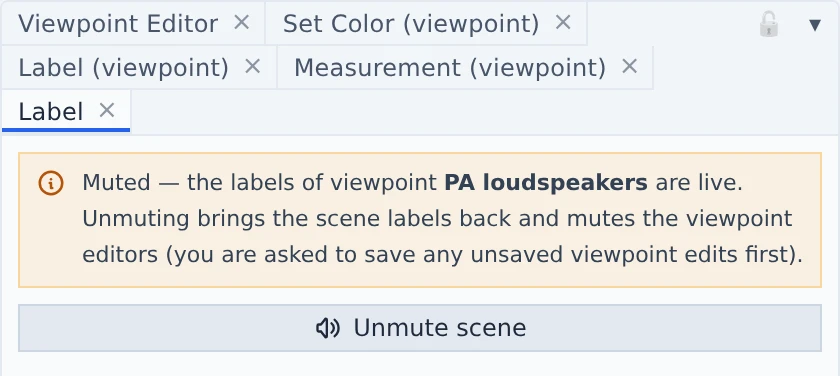 Viewpoint Editor × Set Color (viewpoint) ×
Label (viewpoint) × Measurement (viewpoint) ×
Label ×
Muted — the labels of viewpoint PA loudspeakers are live.
Unmuting brings the scene labels back and mutes the viewpoint
editors (you are asked to save any unsaved viewpoint edits first).
Unmute scene